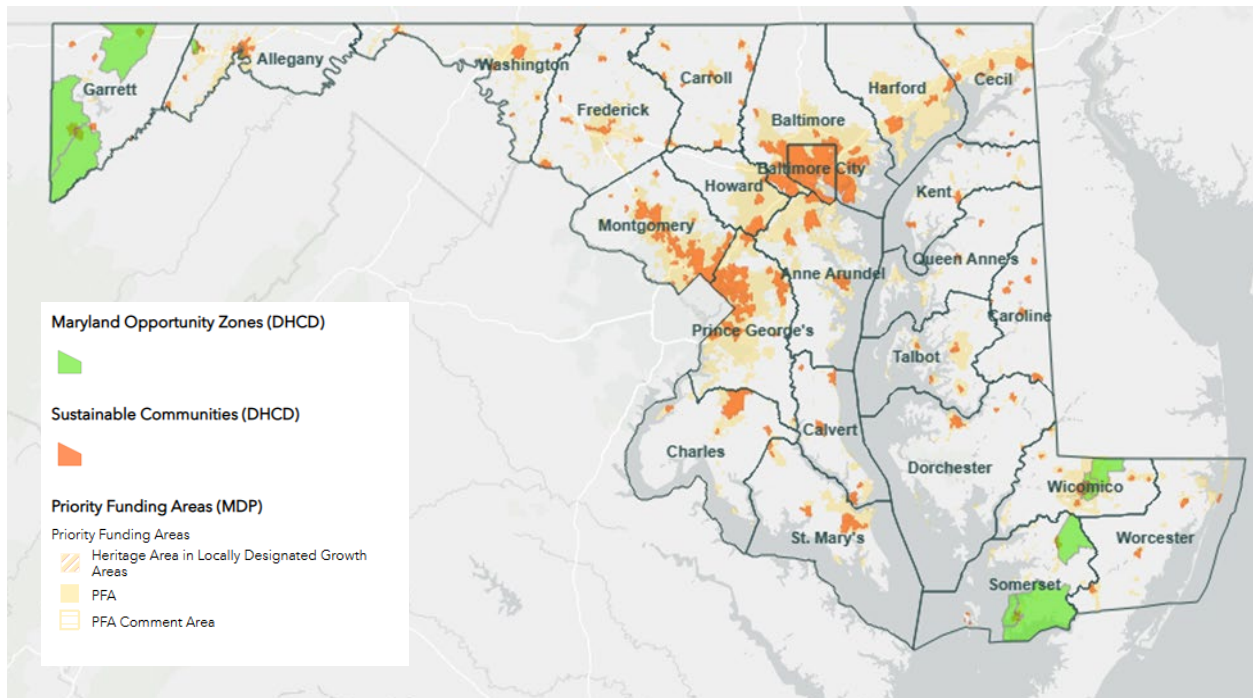 Garrett
Allegany
Washington
Frederick
Carroll
Baltimore
Harford
Cecil
Baltimore City
Howard
Kent
Montgomery
Queen Anne's
Anne Arundel
Prince George's
Caroline
Talbot
Charles
Calvert
Dorchester
Wicomico
St. Mary's
Worcester
Somerset
Maryland Opportunity Zones (DHCD)
Sustainable Communities (DHCD)
Priority Funding Areas (MDP)
Priority Funding Areas
Heritage Area in Locally Designated Growth
Areas
PFA
PFA Comment Area